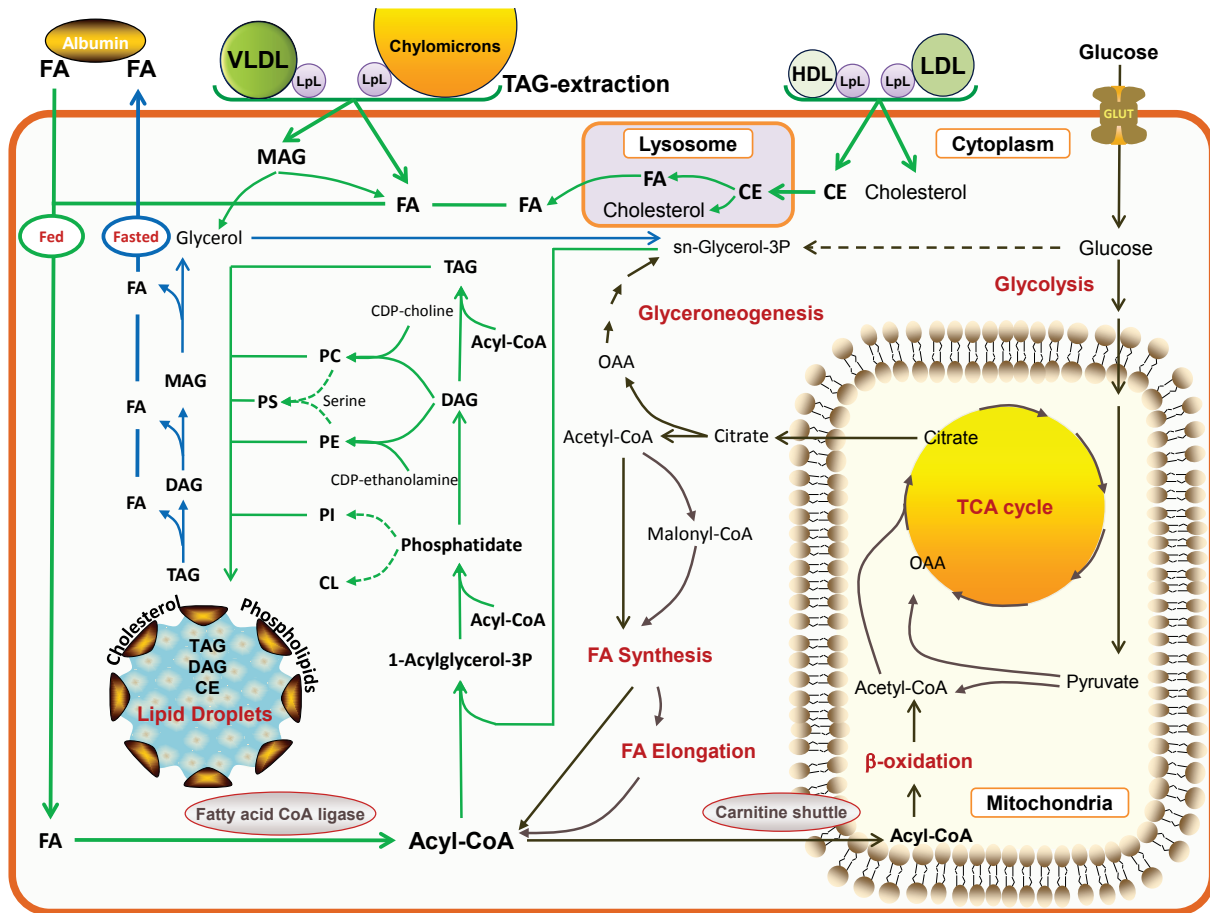 Albumin
FA
FA
VLDL
LpL
LpL
Chylomicrons
TAG-extraction
HDL
LpL
LpL
LDL
Glucose
GLUT
MAG
Lysosome
Cytoplasm
FA
FA
FA
CE
CE
Cholesterol
Cholesterol
Fed
Fasted
Glycerol
sn-Glycerol-3P
Glucose
FA
TAG
Glycolysis
CDP-choline
Glyceroneogenesis
Acyl-CoA
PC
OAA
MAG
PS
Serine
DAG
FA
PE
Acetyl-CoA
Citrate
Citrate
CDP-ethanolamine
DAG
FA
PI
TCA cycle
Phosphatidate
Malonyl-CoA
TAG
CL
OAA
Cholesterol
Phospholipids
Acyl-CoA
TAG
DAG
CE
Lipid Droplets
1-Acylglycerol-3P
FA Synthesis
Acetyl-CoA
Pyruvate
FA Elongation
β-oxidation
Fatty acid CoA ligase
Carnitine shuttle
Mitochondria
FA
Acyl-CoA
Acyl-CoA